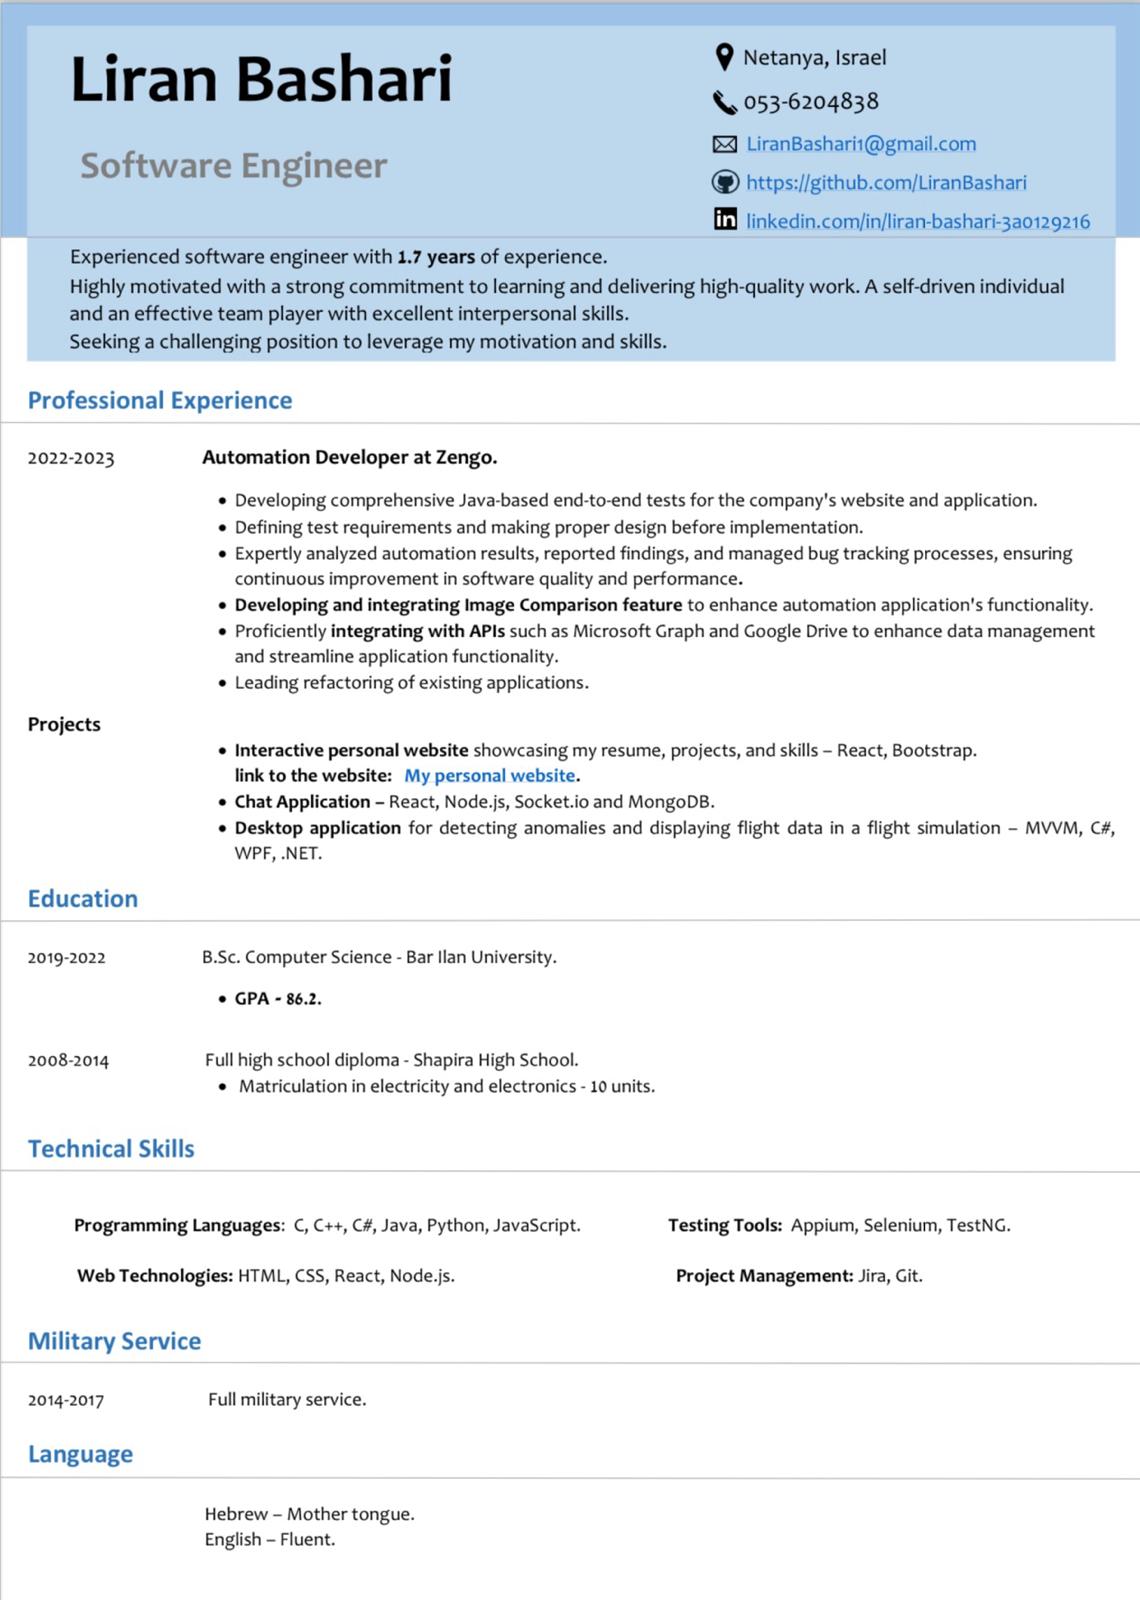 Liran Bashari
Software Engineer
Netanya, Israel
053-6204838
LiranBashari1@gmail.com
https://github.com/LiranBashari
linkedin.com/in/liran-bashari-3a0129216
Experienced software engineer with 1.7 years of experience.
Highly motivated with a strong commitment to learning and delivering high-quality work. A self-driven individual
and an effective team player with excellent interpersonal skills.
Seeking a challenging position to leverage my motivation and skills.
Professional Experience
2022-2023 Automation Developer at Zengo.
• Developing comprehensive Java-based end-to-end tests for the company's website and application.
• Defining test requirements and making proper design before implementation.
• Expertly analyzed automation results, reported findings, and managed bug tracking processes, ensuring
continuous improvement in software quality and performance.
• Developing and integrating Image Comparison feature to enhance automation application's functionality.
• Proficiently integrating with APIs such as Microsoft Graph and Google Drive to enhance data management
and streamline application functionality.
• Leading refactoring of existing applications.
Projects
• Interactive personal website showcasing my resume, projects, and skills – React, Bootstrap.
link to the website: My personal website.
• Chat Application – React, Node.js, Socket.io and MongoDB.
• Desktop application for detecting anomalies and displaying flight data in a flight simulation – MVVM, C#,
WPF, .NET.
Education
2019-2022 B.Sc. Computer Science - Bar Ilan University.
• GPA - 86.2.
2008-2014 Full high school diploma - Shapira High School.
• Matriculation in electricity and electronics - 10 units.
Technical Skills
Programming Languages: C, C++, C#, Java, Python, JavaScript. Testing Tools: Appium, Selenium, TestNG.
Web Technologies: HTML, CSS, React, Node.js. Project Management: Jira, Git.
Military Service
2014-2017 Full military service.
Language
Hebrew – Mother tongue.
English – Fluent.